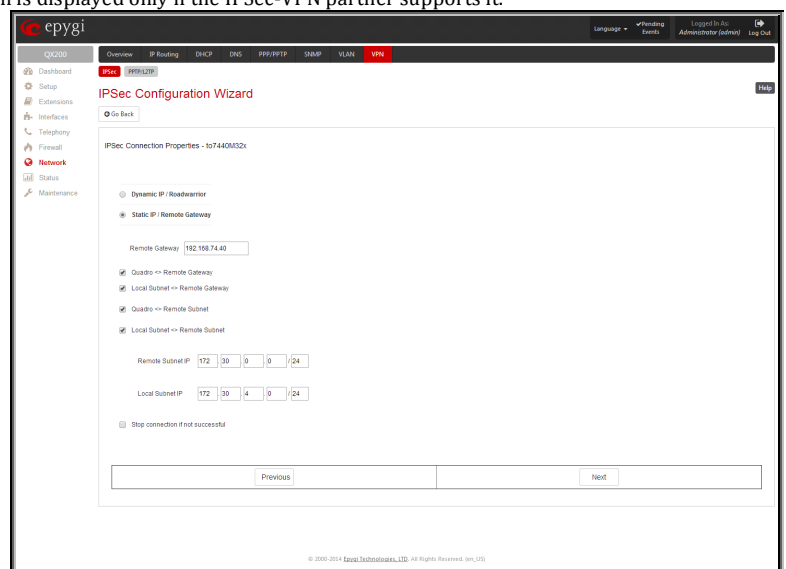 n is displayed only if the IPSec-VPN partner supports it.
epygi
Language
Pending Events
Logged In As: Administrator (admin)
Log Out
QX200
Overview IP Routing DHCP DNS PPP/PPTP SNMP VLAN VPN
Dashboard
Setup
Extensions
Interfaces
Telephony
Firewall
Network
Status
Maintenance
IPSec PPTP/L2TP
IPSec Configuration Wizard
Help
Go Back
IPSec Connection Properties - to7440M32x
Dynamic IP / Roadwarrior
Static IP / Remote Gateway
Remote Gateway 192.168.74.40
Quadro <> Remote Gateway
Local Subnet <> Remote Gateway
Quadro <> Remote Subnet
Local Subnet <> Remote Subnet
Remote Subnet IP 172 . 30 . 0 . 0 / 24
Local Subnet IP 172 . 30 . 4 . 0 / 24
Stop connection if not successful
Previous Next
© 2000-2014 Epygi Technologies, LTD. All Rights Reserved. (en_US)